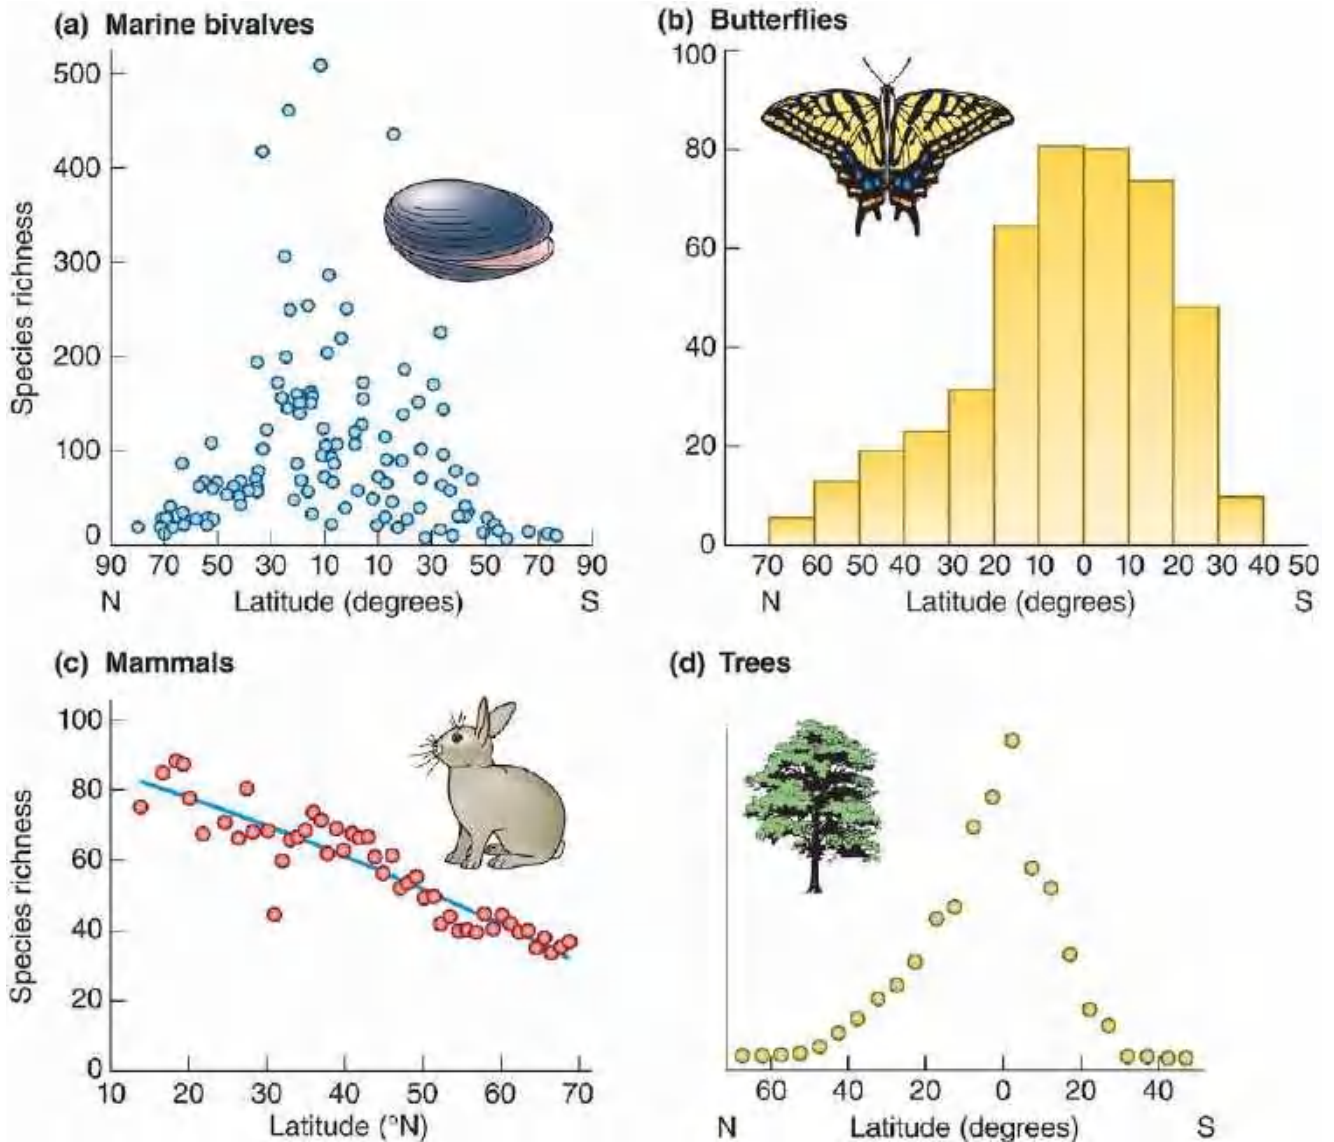 (a) Marine bivalves
Species richness
500
400
300
200
100
0
90 70 50 30 10 10 30 50 70 90
N Latitude (degrees) S
(b) Butterflies
100
80
60
40
20
0
70 60 50 40 30 20 10 0 10 20 30 40 50
N Latitude (degrees) S
(c) Mammals
Species richness
100
80
60
40
20
0
10 20 30 40 50 60 70
Latitude (°N)
(d) Trees
60 40 20 0 20 40
N Latitude (degrees) S